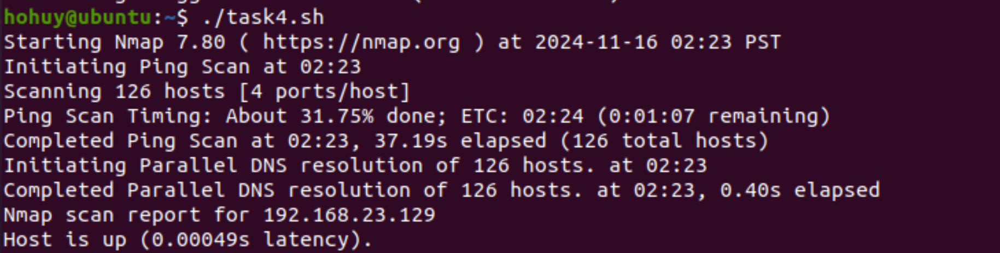 hohuy@ubuntu:~$ ./task4.sh
Starting Nmap 7.80 ( https://nmap.org ) at 2024-11-16 02:23 PST
Initiating Ping Scan at 02:23
Scanning 126 hosts [4 ports/host]
Ping Scan Timing: About 31.75% done; ETC: 02:24 (0:01:07 remaining)
Completed Ping Scan at 02:23, 37.19s elapsed (126 total hosts)
Initiating Parallel DNS resolution of 126 hosts. at 02:23
Completed Parallel DNS resolution of 126 hosts. at 02:23, 0.40s elapsed
Nmap scan report for 192.168.23.129
Host is up (0.00049s latency).